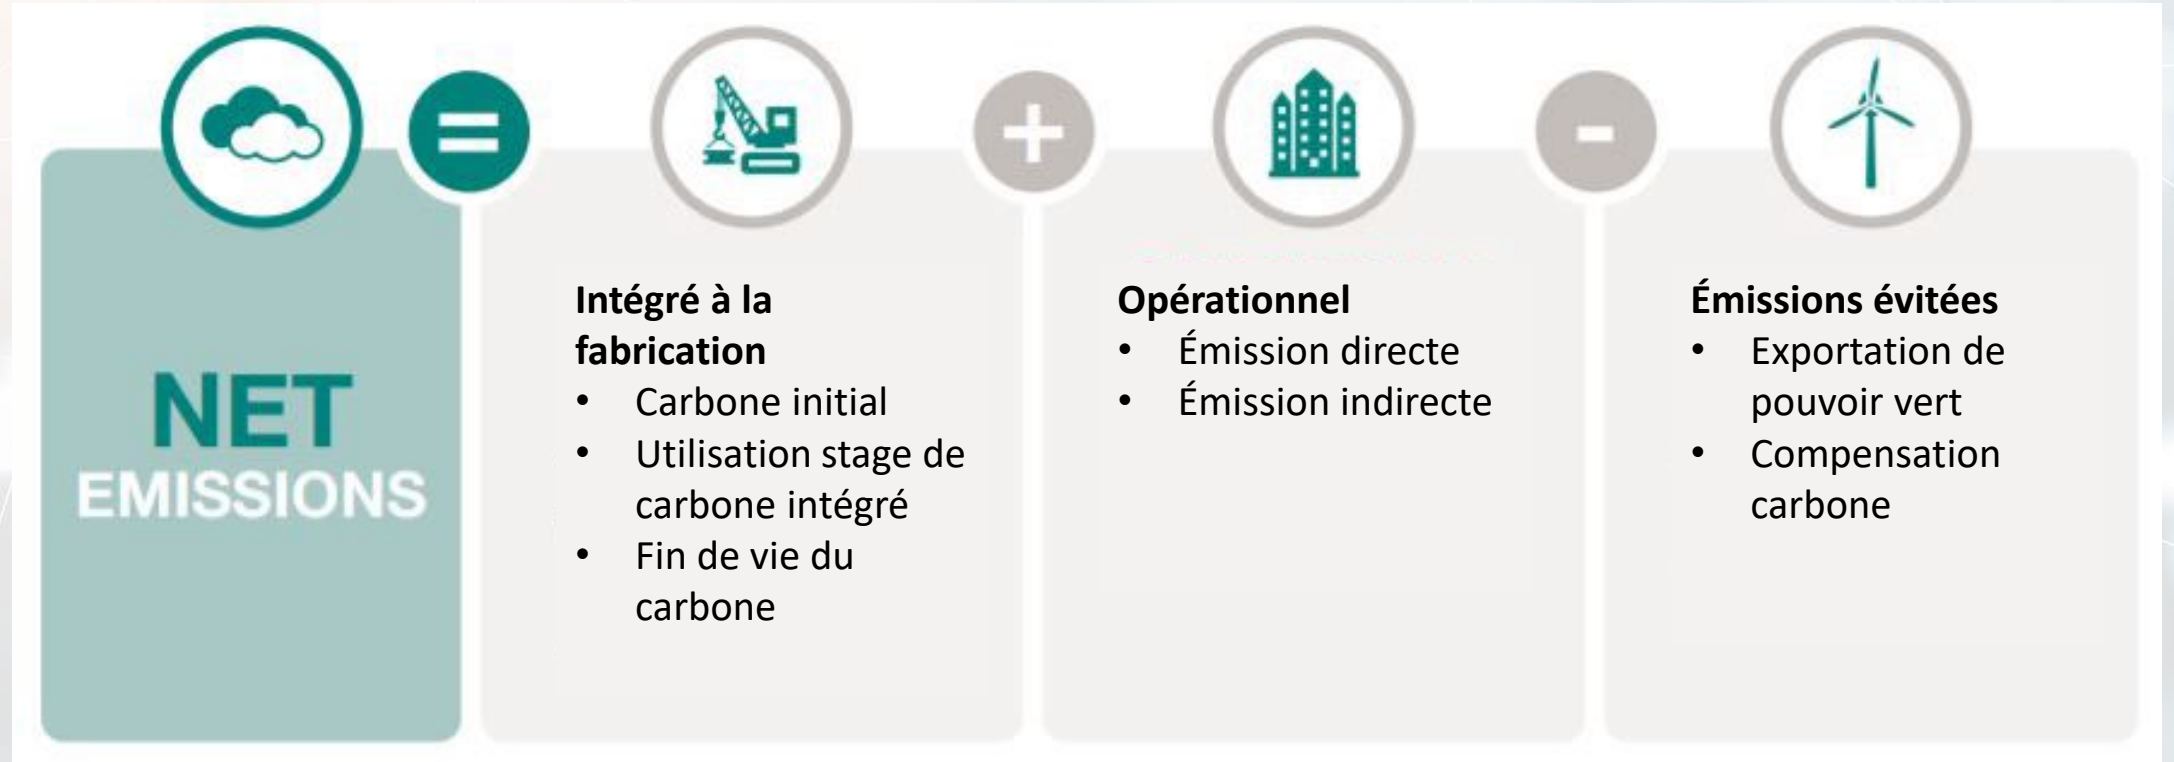 NET
EMISSIONS
=
+
-
Intégré à la
fabrication
• Carbone initial
• Utilisation stage de
carbone intégré
• Fin de vie du
carbone
Opérationnel
• Émission directe
• Émission indirecte
Émissions évitées
• Exportation de
pouvoir vert
• Compensation
carbone